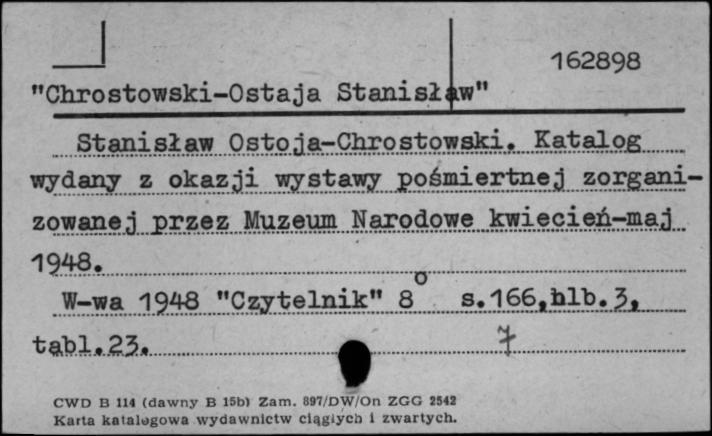 162898
"Chrostowski-Ostaja Stanisław"
Stanisław Ostoja-Chrostowski. Katalog
wydany z okazji wystawy pośmiertnej zorgani-
zowanej przez Muzeum Narodowe kwiecień-maj
1948.
W-wa 1948 "Czytelnik" 8° s.166,nlb.3,
tabl.23. 7
CWD B 114 (dawny B 15b) Zam. 897/DW/On ZGG 2542
Karta katalogowa wydawnictw ciągłych i zwartych.